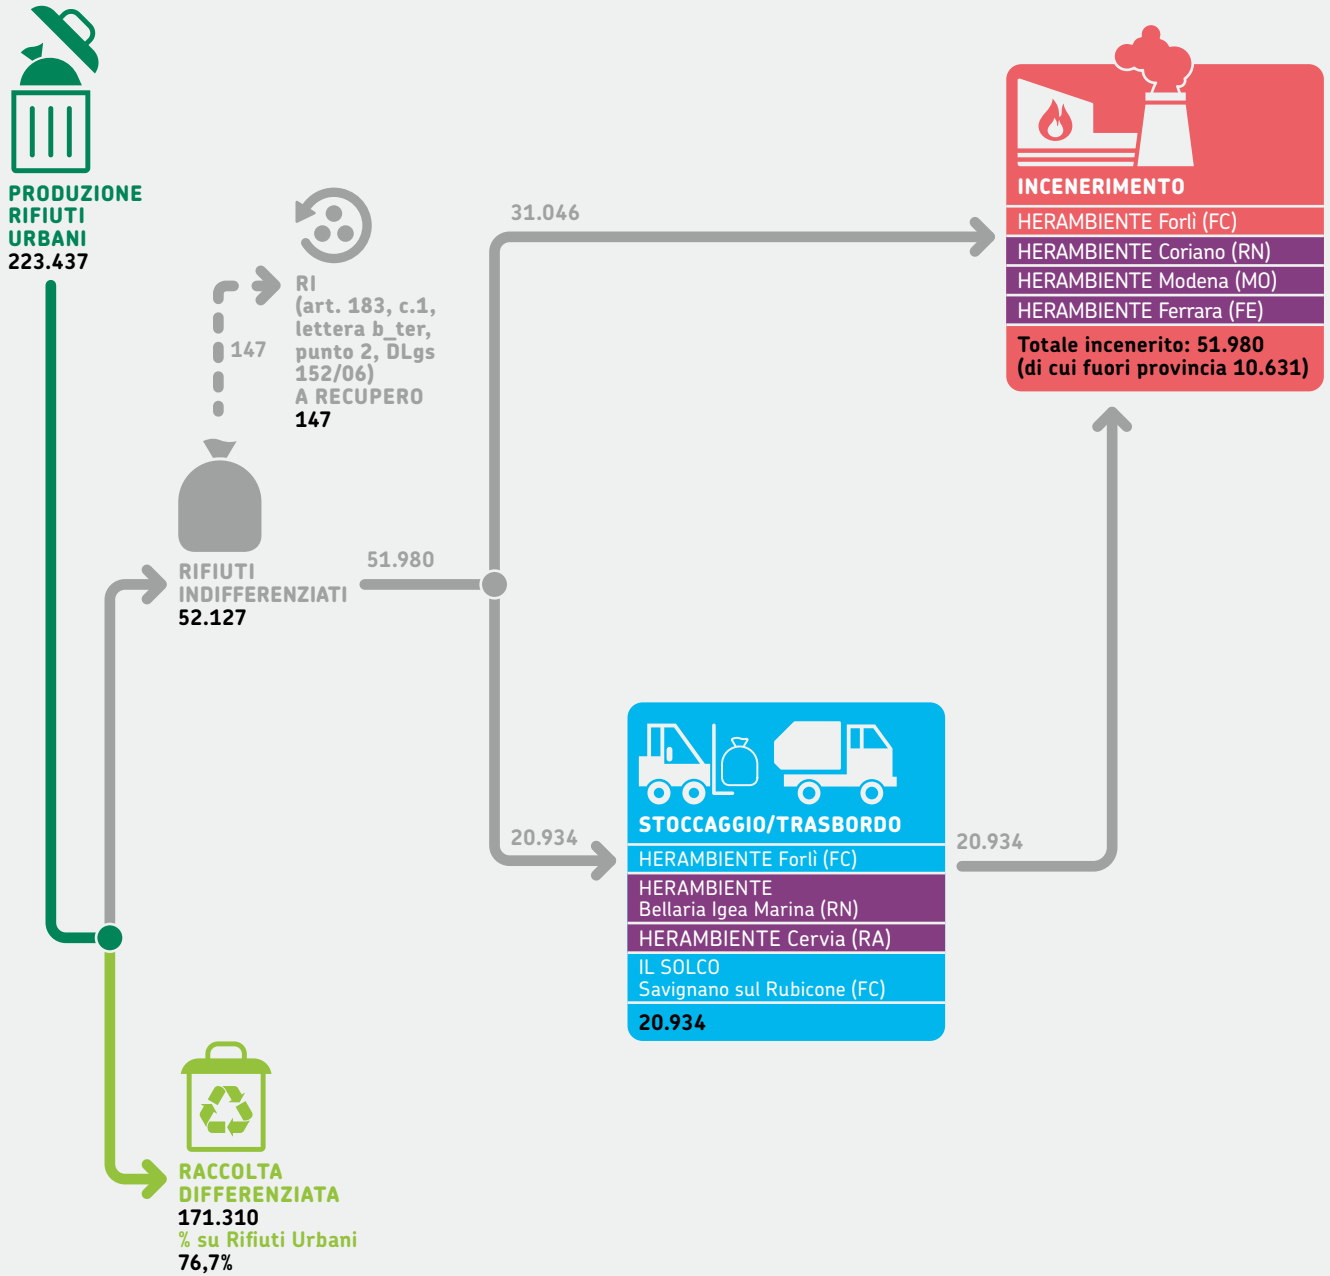 PRODUZIONE
RIFIUTI
URBANI
223.437
147
RI
(art. 183, c.1,
lettera b_ter,
punto 2, DLgs
152/06)
A RECUPERO
147
RIFIUTI
INDIFFERENZIATI
52.127
51.980
31.046
INCENERIMENTO
HERAMBIENTE Forlì (FC)
HERAMBIENTE Coriano (RN)
HERAMBIENTE Modena (MO)
HERAMBIENTE Ferrara (FE)
Totale incenerito: 51.980
(di cui fuori provincia 10.631)
20.934
STOCCAGGIO/TRASBORDO
HERAMBIENTE Forlì (FC)
HERAMBIENTE
Bellaria Igea Marina (RN)
HERAMBIENTE Cervia (RA)
IL SOLCO
Savignano sul Rubicone (FC)
20.934
20.934
RACCOLTA
DIFFERENZIATA
171.310
% su Rifiuti Urbani
76,7%